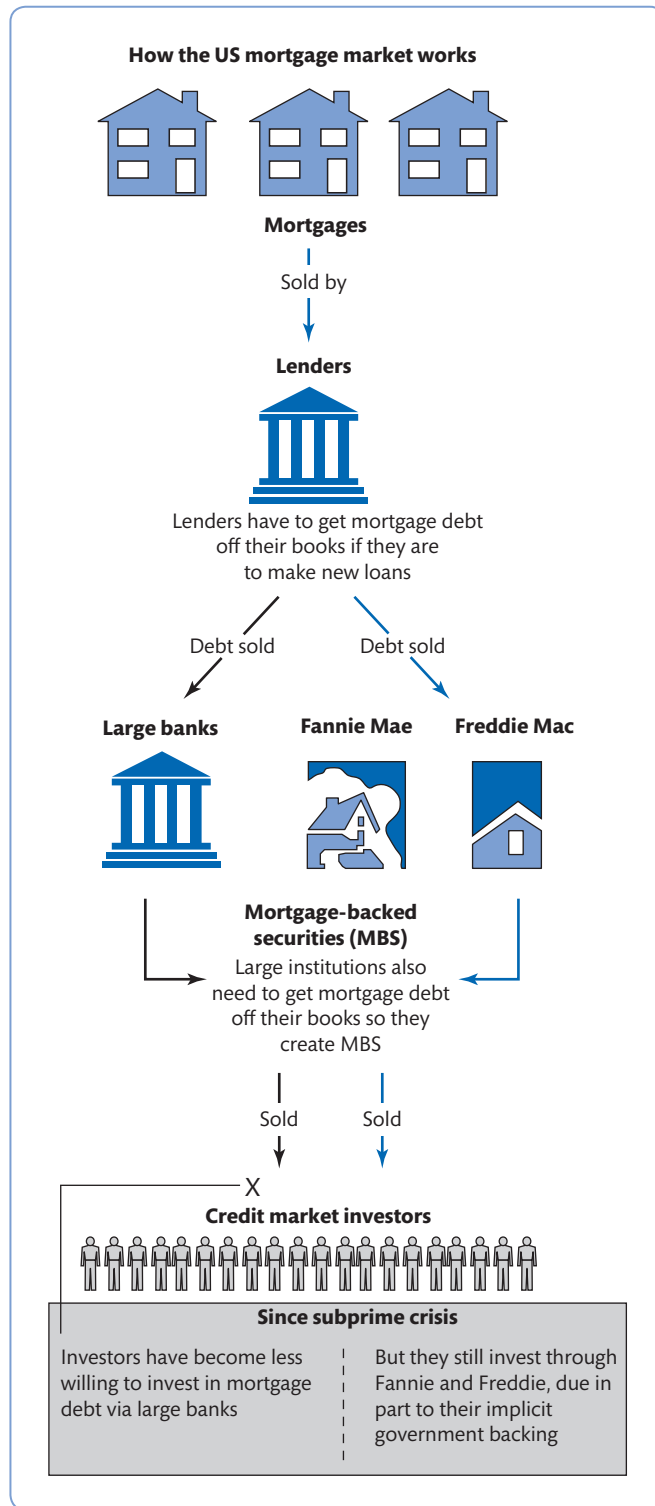 How the US mortgage market works
Mortgages
Sold by
Lenders
Lenders have to get mortgage debt
off their books if they are
to make new loans
Debt sold
Debt sold
Large banks
Fannie Mae
Freddie Mac
Mortgage-backed
securities (MBS)
Large institutions also
need to get mortgage debt
off their books so they
create MBS
Sold
Sold
X
Credit market investors
Since subprime crisis
Investors have become less
willing to invest in mortgage
debt via large banks
But they still invest through
Fannie and Freddie, due in
part to their implicit
government backing